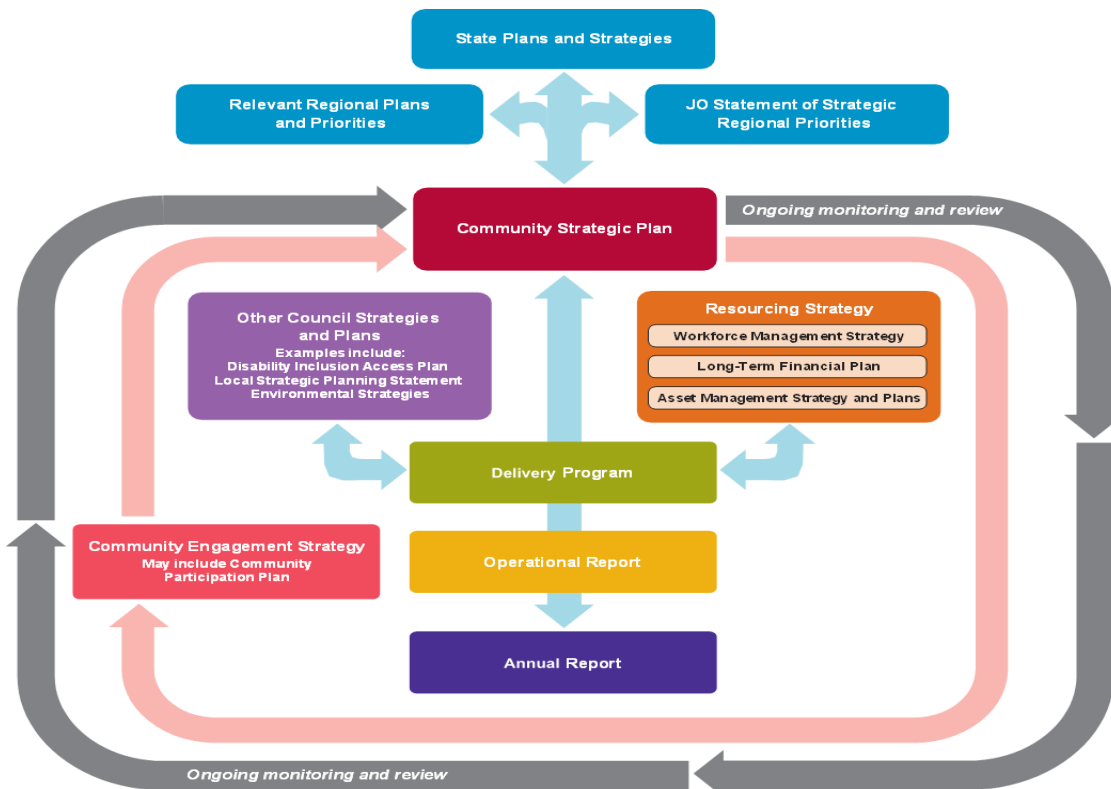 State Plans and Strategies
Relevant Regional Plans
and Priorities
JO Statement of Strategic
Regional Priorities
Community Strategic Plan
Ongoing monitoring and review
Other Council Strategies
and Plans
Examples include:
Disability Inclusion Access Plan
Local Strategic Planning Statement
Environmental Strategies
Resourcing Strategy
Workforce Management Strategy
Long-Term Financial Plan
Asset Management Strategy and Plans
Delivery Program
Community Engagement Strategy
May include Community
Participation Plan
Operational Report
Annual Report
Ongoing monitoring and review